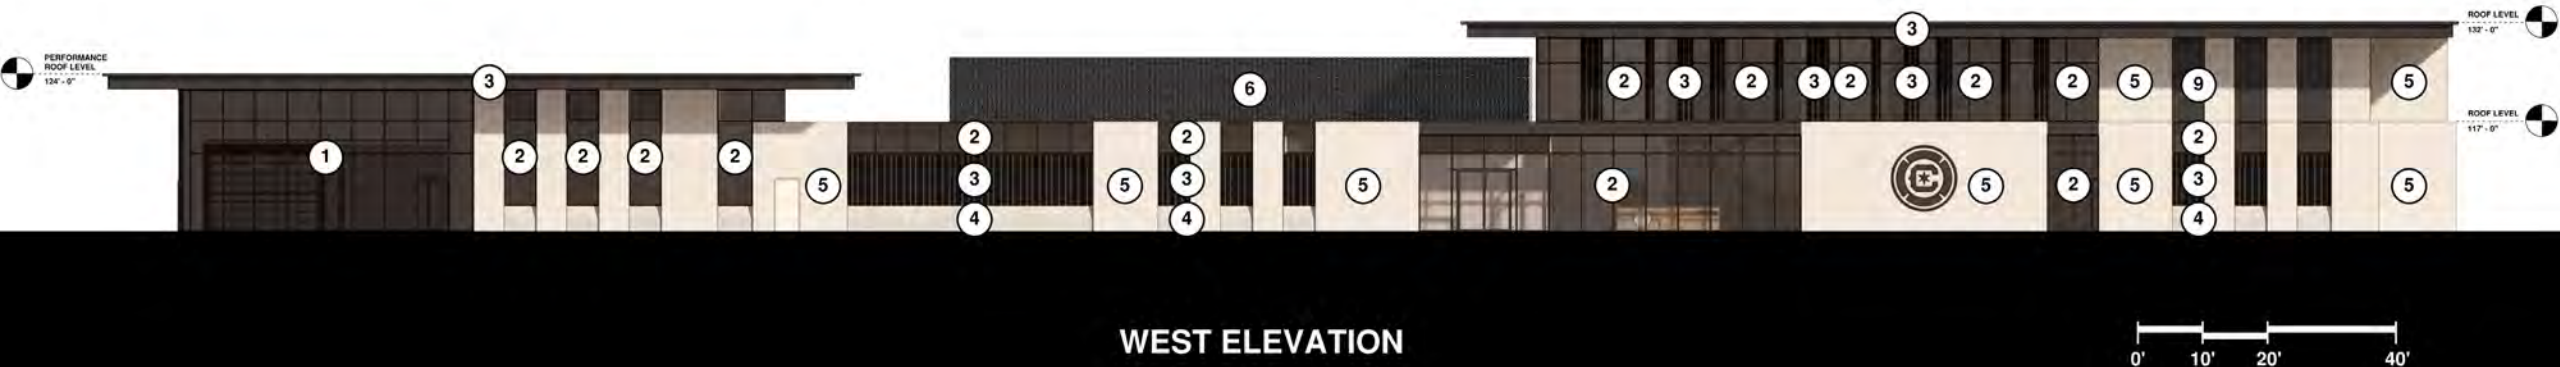 ROOF LEVEL
132' - 0"
3
PERFORMANCE
ROOF LEVEL
124' - 0"
3 6 2 3 2 3 2 3 2 2 5 9 5
ROOF LEVEL
117' - 0"
2 2 2
1 2 2 2 2
5 3 5 3 5 2 C 5 2 5 3 5
4 4 4
WEST ELEVATION
0' 10' 20' 40'